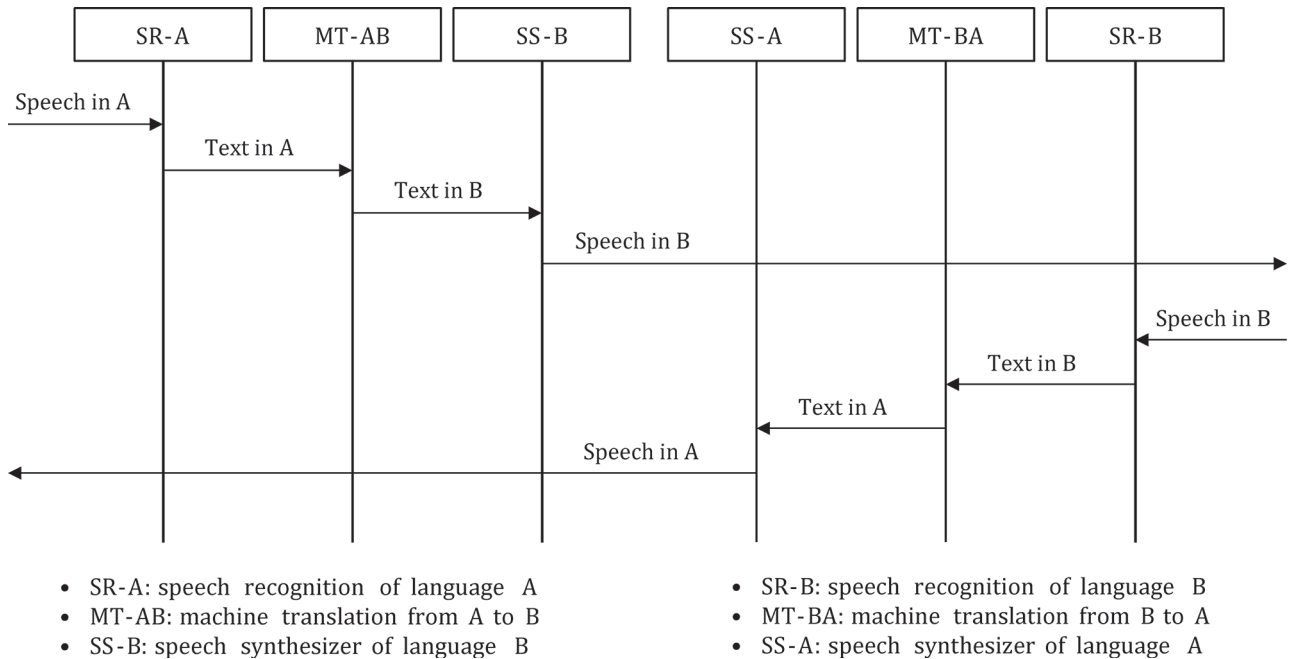 SR-A
MT-AB
SS-B
SS-A
MT-BA
SR-B
Speech in A
Text in A
Text in B
Speech in B
Speech in B
Text in B
Text in A
Speech in A
• SR-A: speech recognition of language A
• MT-AB: machine translation from A to B
• SS-B: speech synthesizer of language B
• SR-B: speech recognition of language B
• MT-BA: machine translation from B to A
• SS-A: speech synthesizer of language A